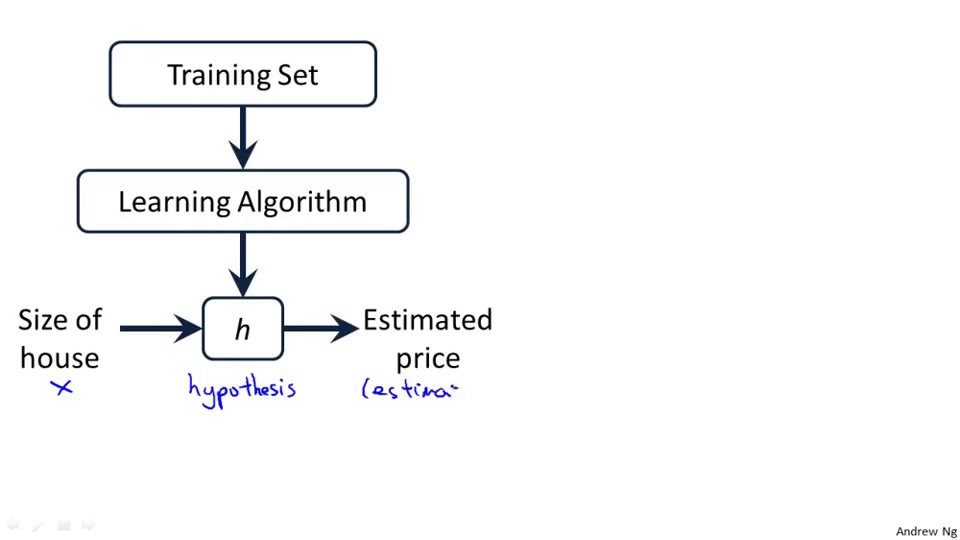 Training Set
Learning Algorithm
Size of
house
h
Estimated
price
x
hypothesis
(estima
Andrew Ng